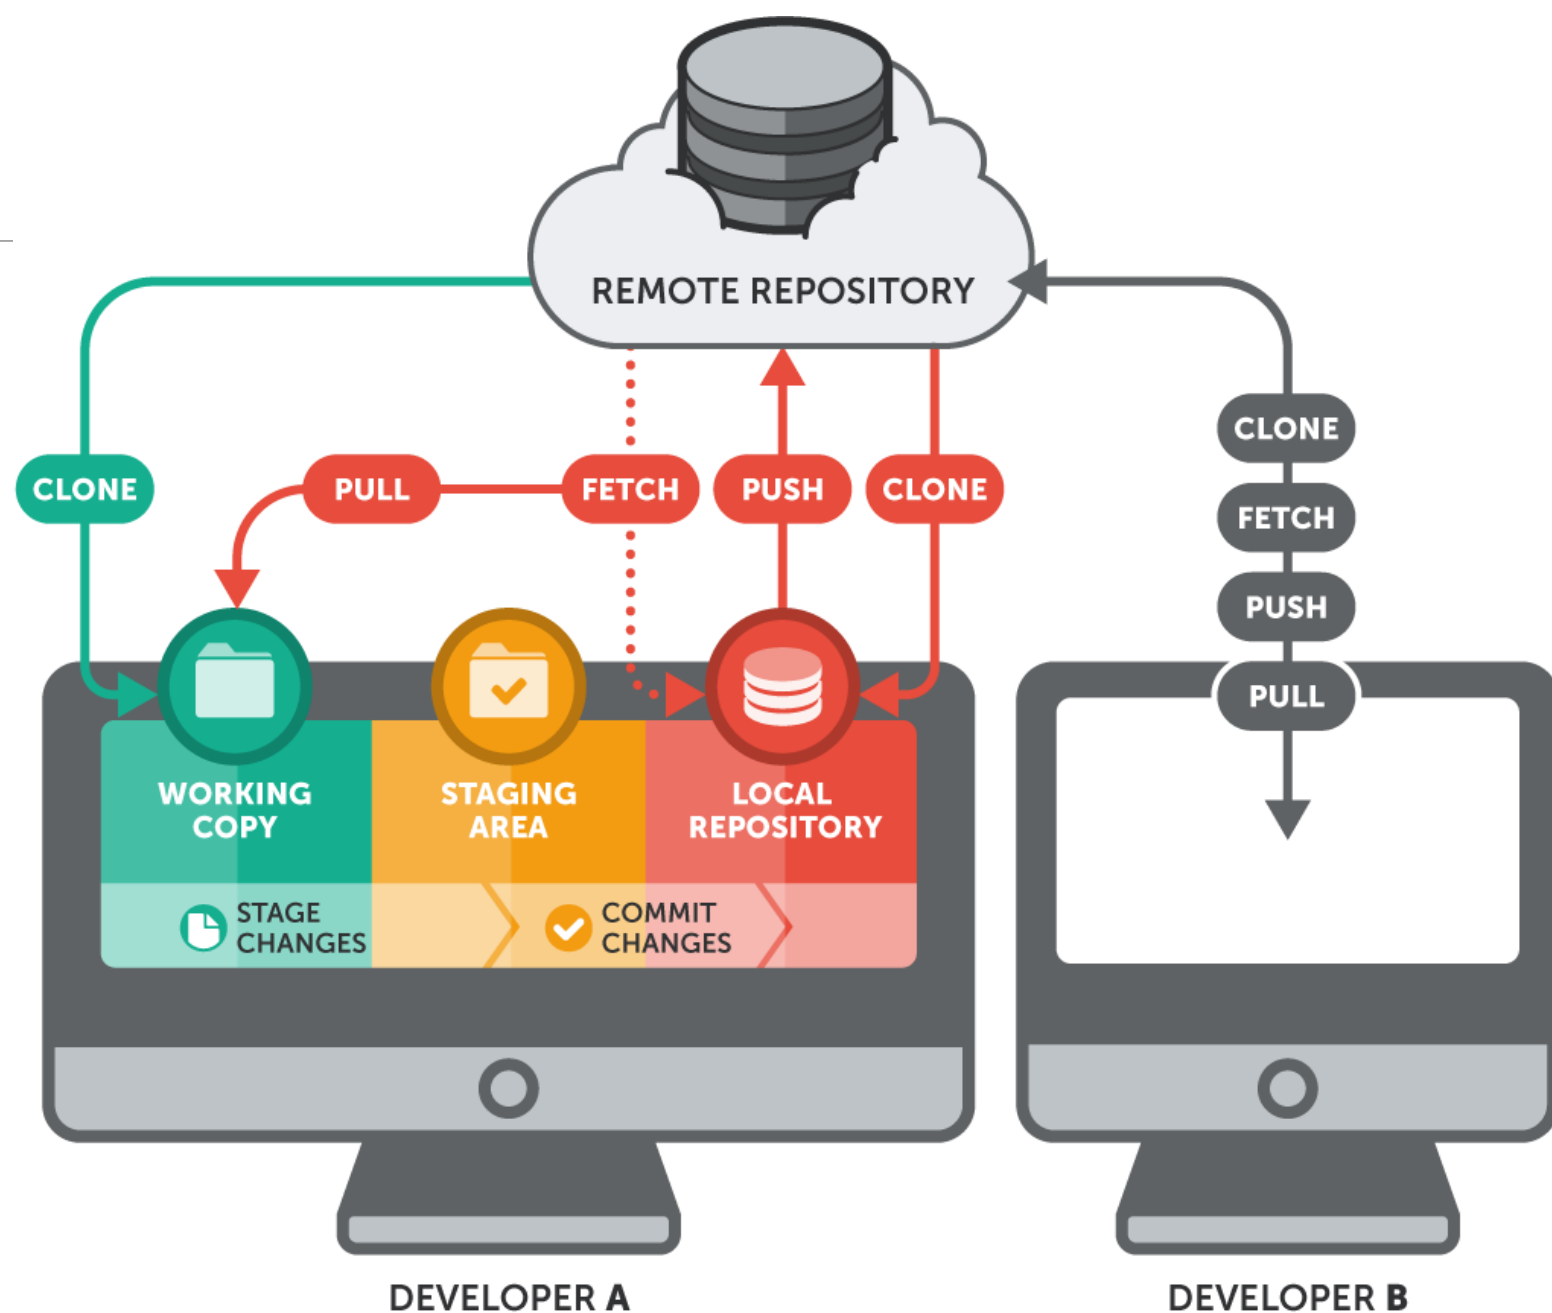 REMOTE REPOSITORY
CLONE
PULL
FETCH
PUSH
CLONE
CLONE
FETCH
PUSH
PULL
WORKING
COPY
STAGING
AREA
LOCAL
REPOSITORY
STAGE
CHANGES
COMMIT
CHANGES
DEVELOPER A
DEVELOPER B